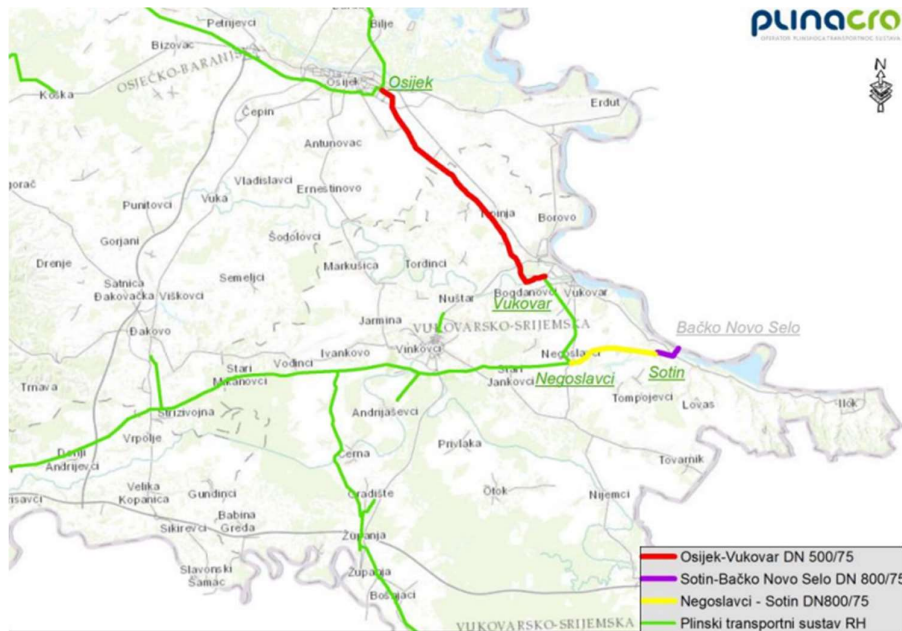 plinacro
OPERATOR PLINSKOGA TRANSPORTNOG SUSTAVA
N
Petrijevci
Bilje
Bizovac
OSJEČKO-BARANJSKA
Osijek
Osijek
Koška
Čepin
Erdut
Antunovac
Vladislavci
Ernestinovo
Punitovci
Vuka
Borovo
Gorjani
Šodolovci
Drenje
Markušica
Tordinci
Semeljci
Satnica
Đakovačka
Viškovci
Nuštar
Bogdanovci
Vukovar
Vukovar
Jarmina
VUKOVARSKO-SRIJEMSKA
Bačko Novo Selo
Đakovo
Ivankovo
Vinkovci
Negoslavci
Vođinci
Stari
Mikanovci
Stari
Jankovci
Negoslavci
Sotin
Trnava
Tompojevci
Lovas
Ilok
Strizivojna
Andrijaševci
Vrpolje
Privlaka
Tovarnik
Donji
Andrijevci
Cerna
Velika
Kopanica
Gundinci
Gradište
Otok
Nijemci
Babina
Greda
Sikirevci
Županja
Slavonski
Šamac
Županja
Bošnjaci
VUKOVARSKO-SRIJEMSKA
Osijek-Vukovar DN 500/75
Sotin-Bačko Novo Selo DN 800/75
Negoslavci - Sotin DN800/75
Plinski transportni sustav RH